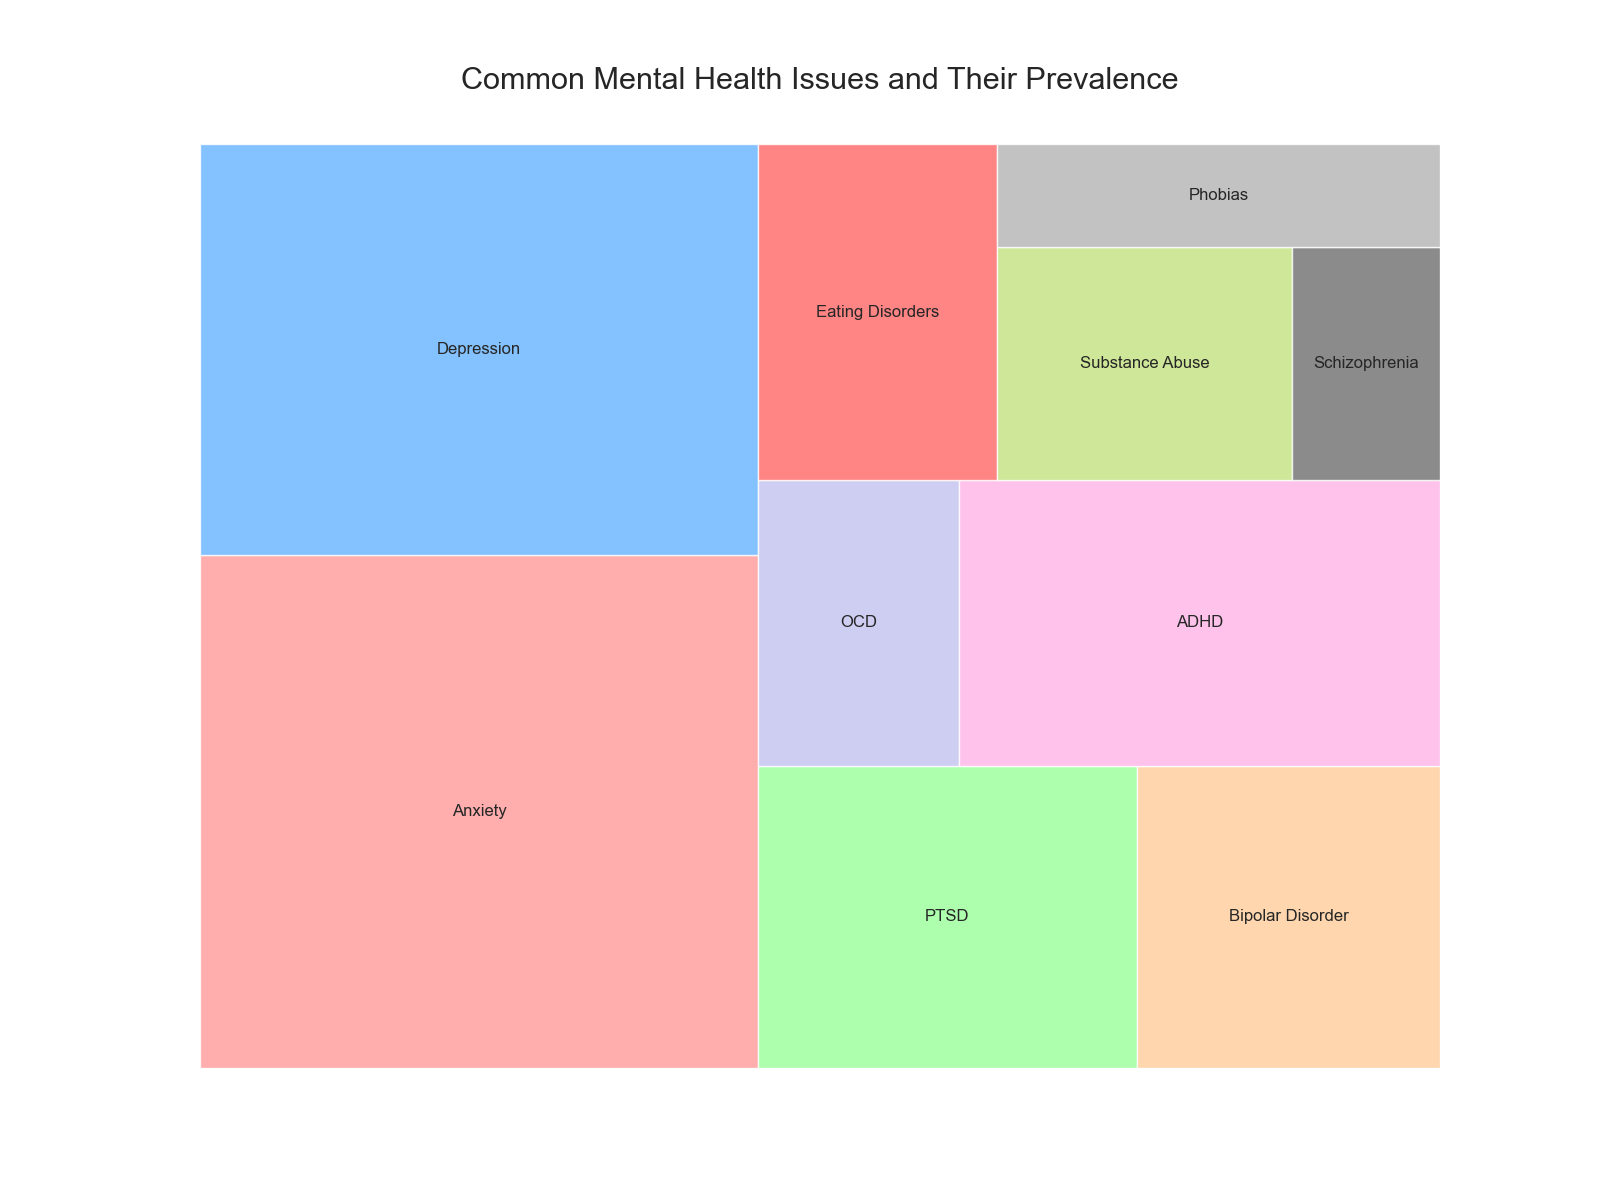 Common Mental Health Issues and Their Prevalence
Phobias
Eating Disorders
Depression
Substance Abuse
Schizophrenia
OCD
ADHD
Anxiety
PTSD
Bipolar Disorder